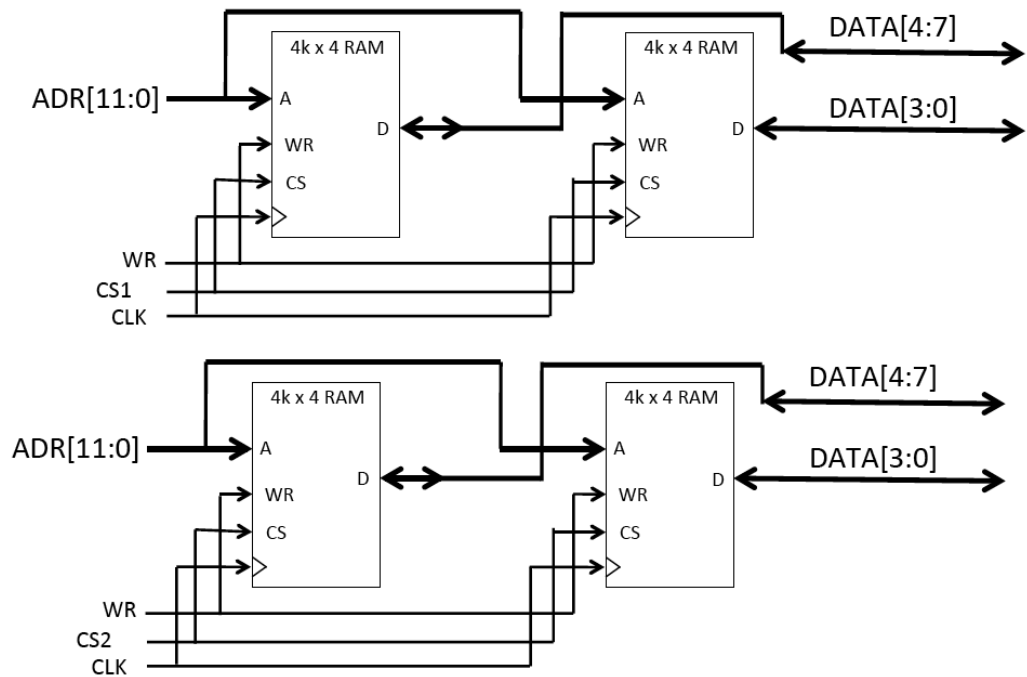 4k x 4 RAM 4k x 4 RAM DATA[4:7]
ADR[11:0] A A DATA[3:0]
D D
WR WR
CS CS
WR
CS1
CLK
4k x 4 RAM 4k x 4 RAM DATA[4:7]
ADR[11:0] A A DATA[3:0]
D D
WR WR
CS CS
WR
CS2
CLK